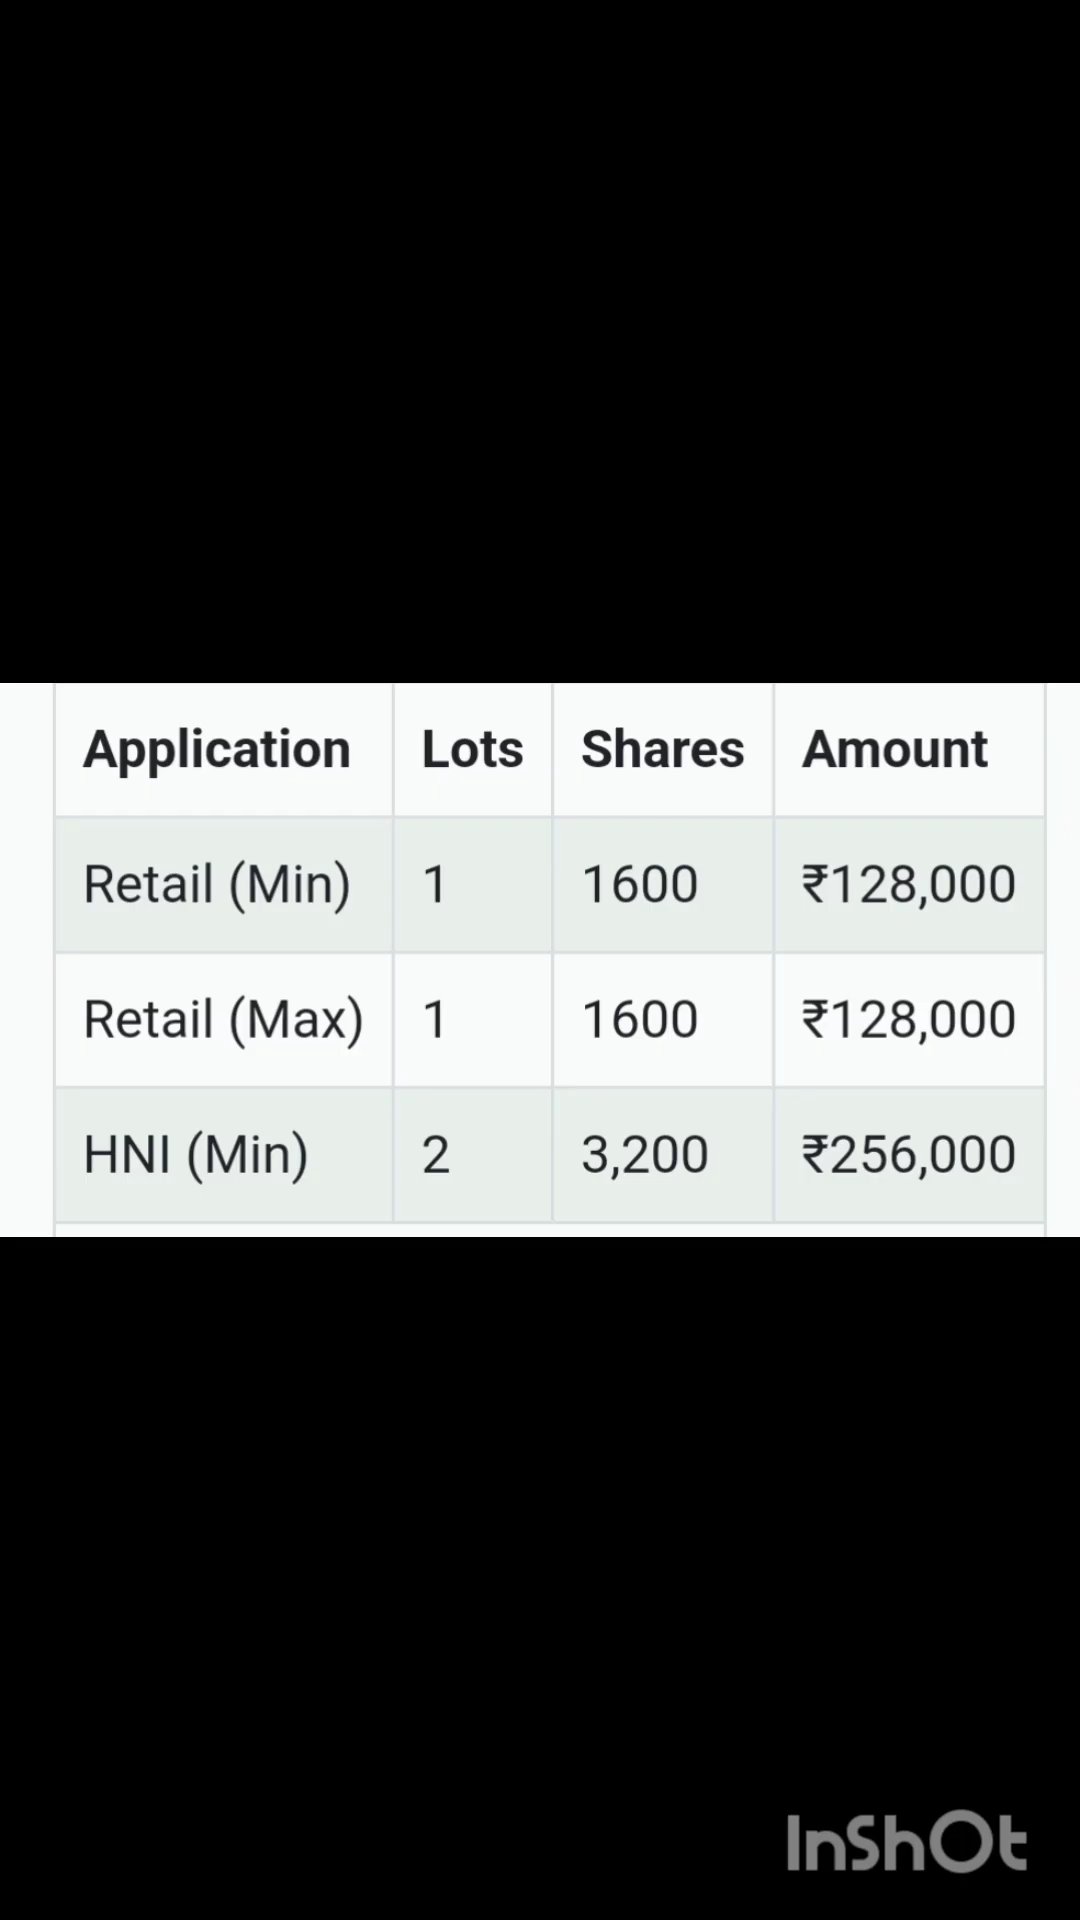 Application Lots Shares Amount
Retail (Min) 1 1600 ₹128,000
Retail (Max) 1 1600 ₹128,000
HNI (Min) 2 3,200 ₹256,000
InShOt